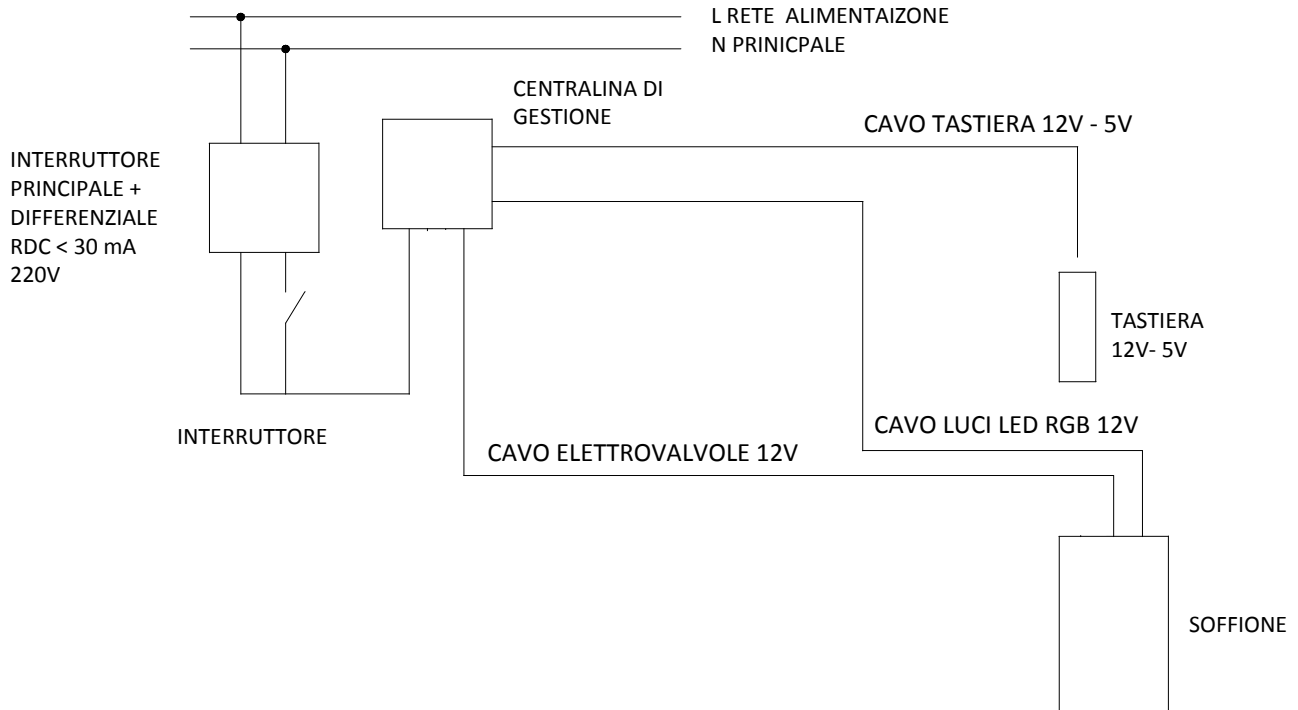 L RETE ALIMENTAIZONE
N PRINICPALE
CENTRALINA DI
GESTIONE
CAVO TASTIERA 12V - 5V
INTERRUTTORE
PRINCIPALE +
DIFFERENZIALE
RDC < 30 mA
220V
TASTIERA
12V- 5V
INTERRUTTORE
CAVO LUCI LED RGB 12V
CAVO ELETTROVALVOLE 12V
SOFFIONE